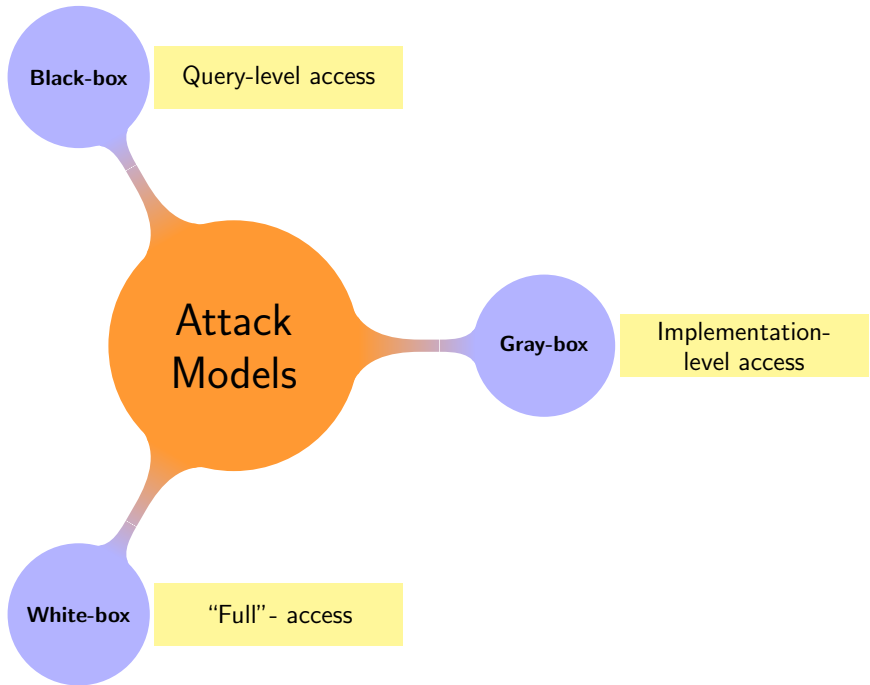 Black-box
Query-level access
Attack
Models
Gray-box
Implementation-
level access
White-box
“Full”- access